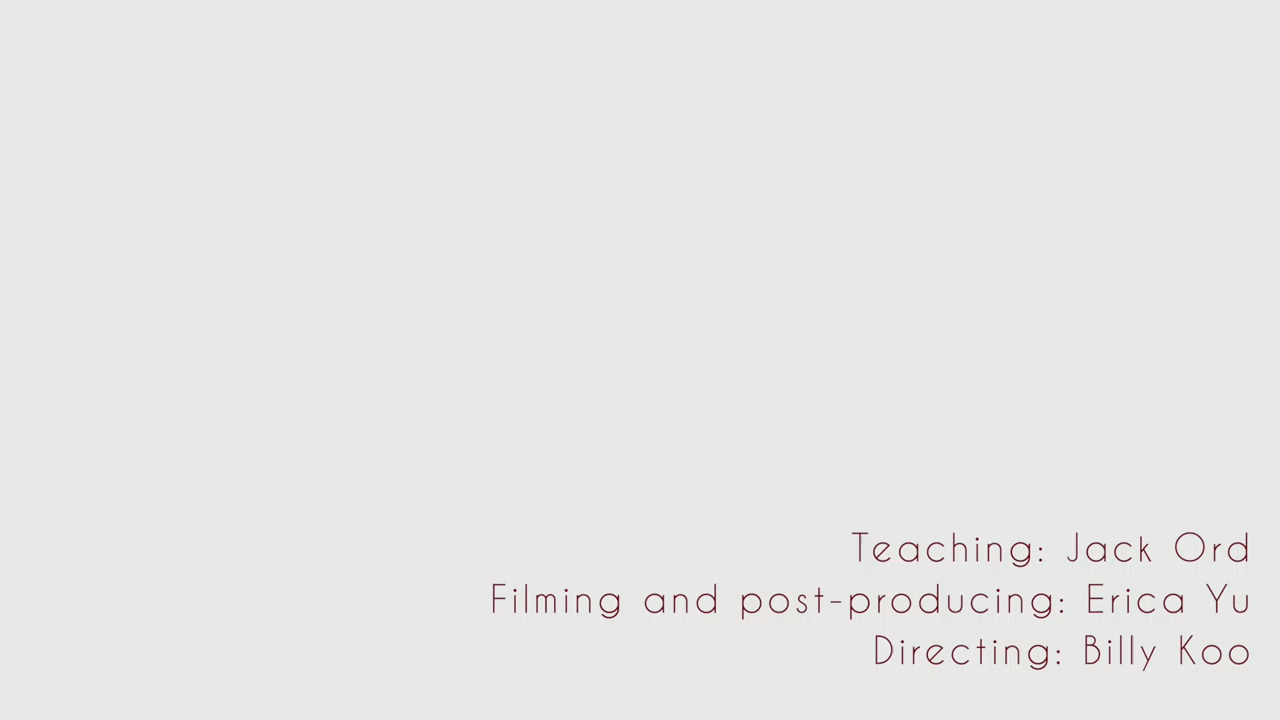 Teaching: Jack Ord
Filming and post-producing: Erica Yu
Directing: Billy Koo